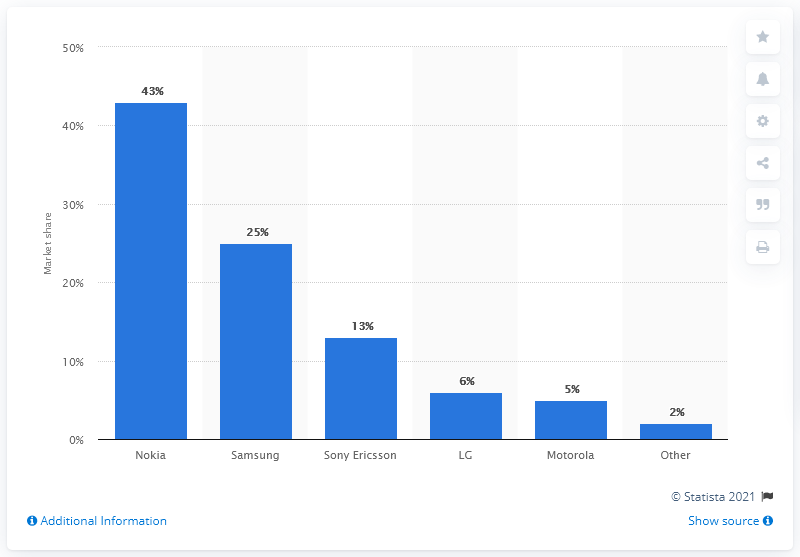 50%
40%
30%
20%
10%
0%
Market share
43%
25%
13%
6%
5%
2%
Nokia
Samsung
Sony Ericsson
LG
Motorola
Other
© Statista 2021
Additional Information
Show source